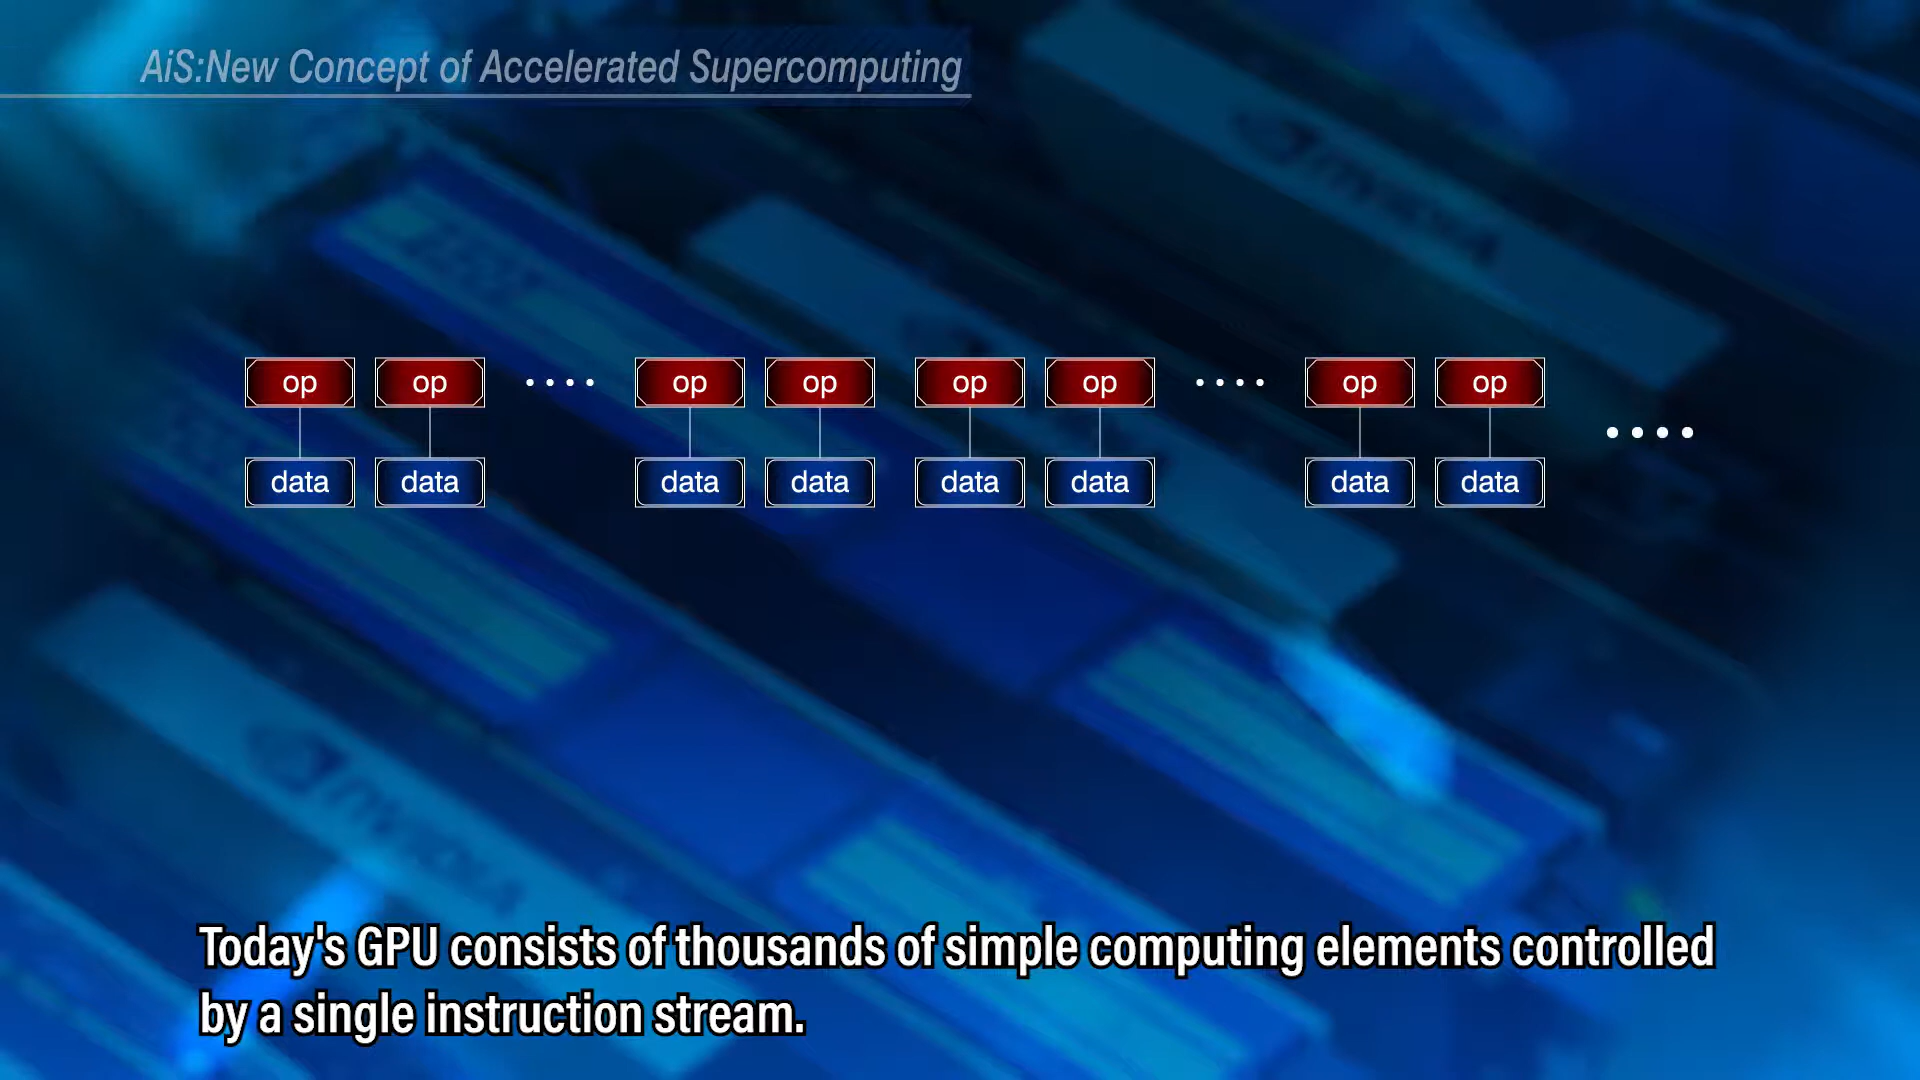 AiS:New Concept of Accelerated Supercomputing
op op •••• op op op op •••• op op
••••
data data data data data data data data
Today's GPU consists of thousands of simple computing elements controlled
by a single instruction stream.